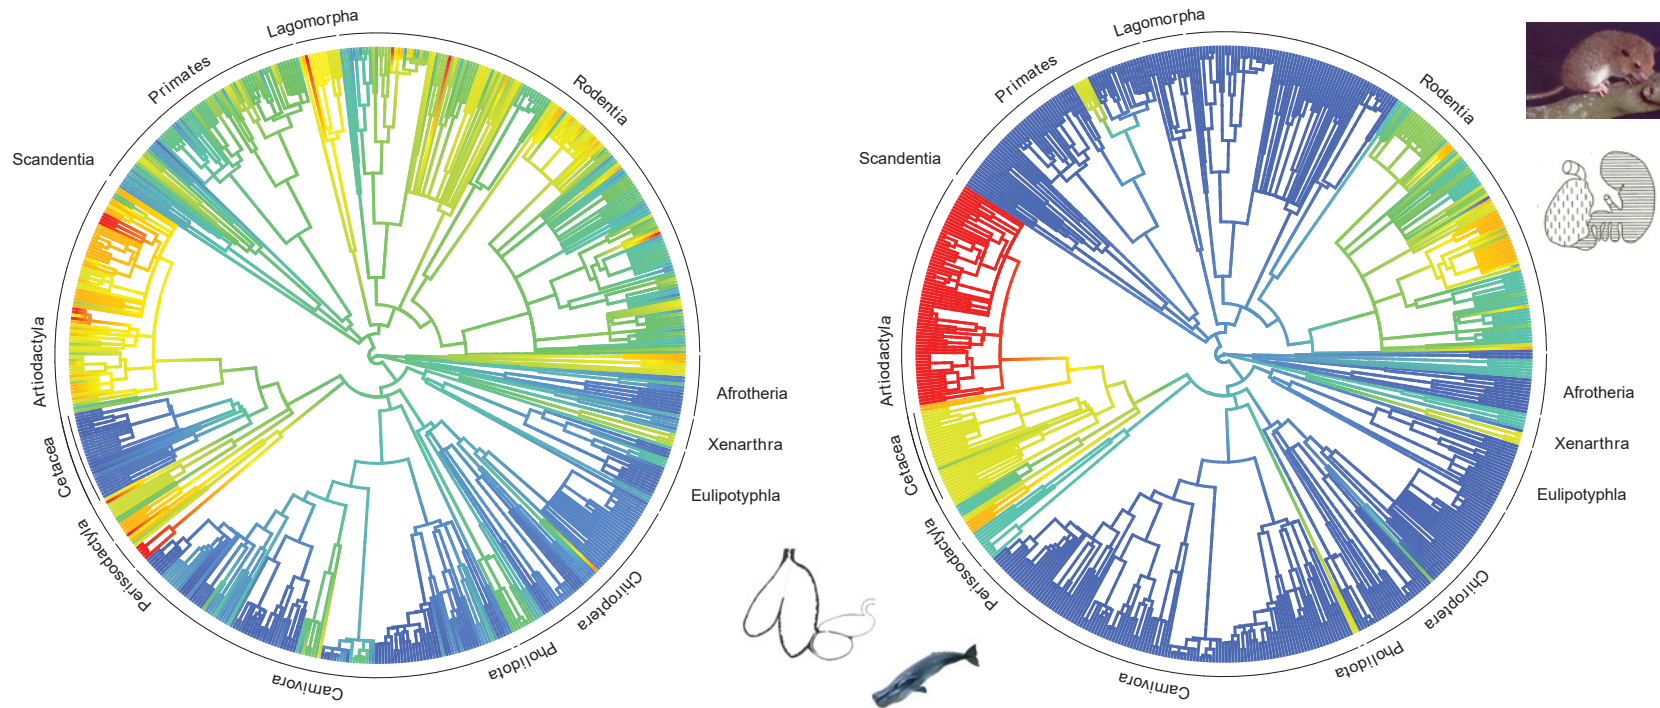 Lagomorpha
Primates
Rodentia
Scandentia
Artiodactyla
Afrotheria
Xenarthra
Cetacea
Eulipotyphla
Perissodactyla
Chiroptera
Pholidota
Carnivora
Lagomorpha
Primates
Rodentia
Scandentia
Artiodactyla
Afrotheria
Xenarthra
Cetacea
Eulipotyphla
Perissodactyla
Chiroptera
Pholidota
Carnivora